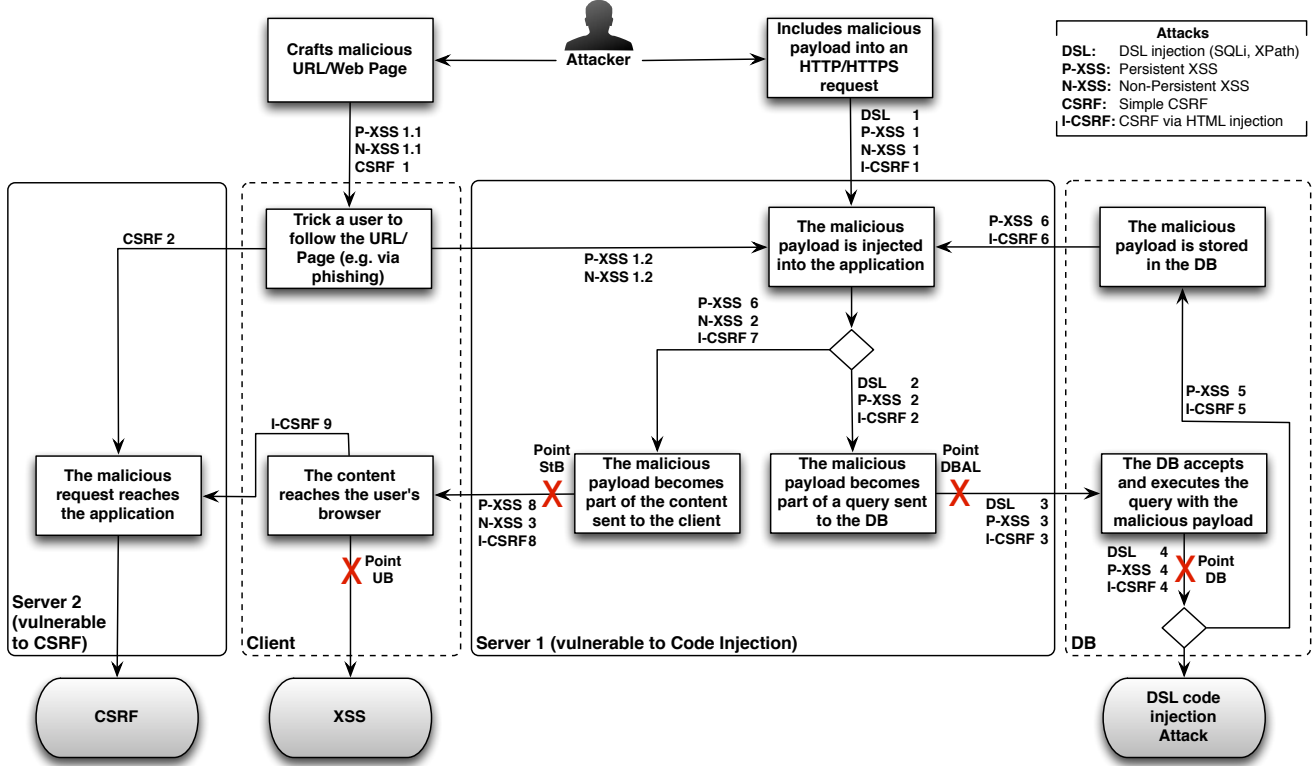 Crafts malicious
URL/Web Page
Attacker
Includes malicious
payload into an
HTTP/HTTPS
request
Attacks
DSL: DSL injection (SQLi, XPath)
P-XSS: Persistent XSS
N-XSS: Non-Persistent XSS
CSRF: Simple CSRF
I-CSRF: CSRF via HTML injection
P-XSS 1.1
N-XSS 1.1
CSRF 1
DSL 1
P-XSS 1
N-XSS 1
I-CSRF 1
CSRF 2
Trick a user to
follow the URL/
Page (e.g. via
phishing)
P-XSS 1.2
N-XSS 1.2
The malicious
payload is injected
into the application
P-XSS 6
I-CSRF 6
The malicious
payload is stored
in the DB
P-XSS 6
N-XSS 2
I-CSRF 7
DSL 2
P-XSS 2
I-CSRF 2
P-XSS 5
I-CSRF 5
I-CSRF 9
The malicious
request reaches
the application
The content
reaches the user's
browser
Point
StB
P-XSS 8
N-XSS 3
I-CSRF 8
The malicious
payload becomes
part of the content
sent to the client
The malicious
payload becomes
part of a query sent
to the DB
Point
DBAL
DSL 3
P-XSS 3
I-CSRF 3
The DB accepts
and executes the
query with the
malicious payload
X
X
X
Point
UB
DSL 4
P-XSS 4
I-CSRF 4
X
Point
DB
Server 2
(vulnerable
to CSRF)
Client
Server 1 (vulnerable to Code Injection)
DB
CSRF
XSS
DSL code
injection
Attack